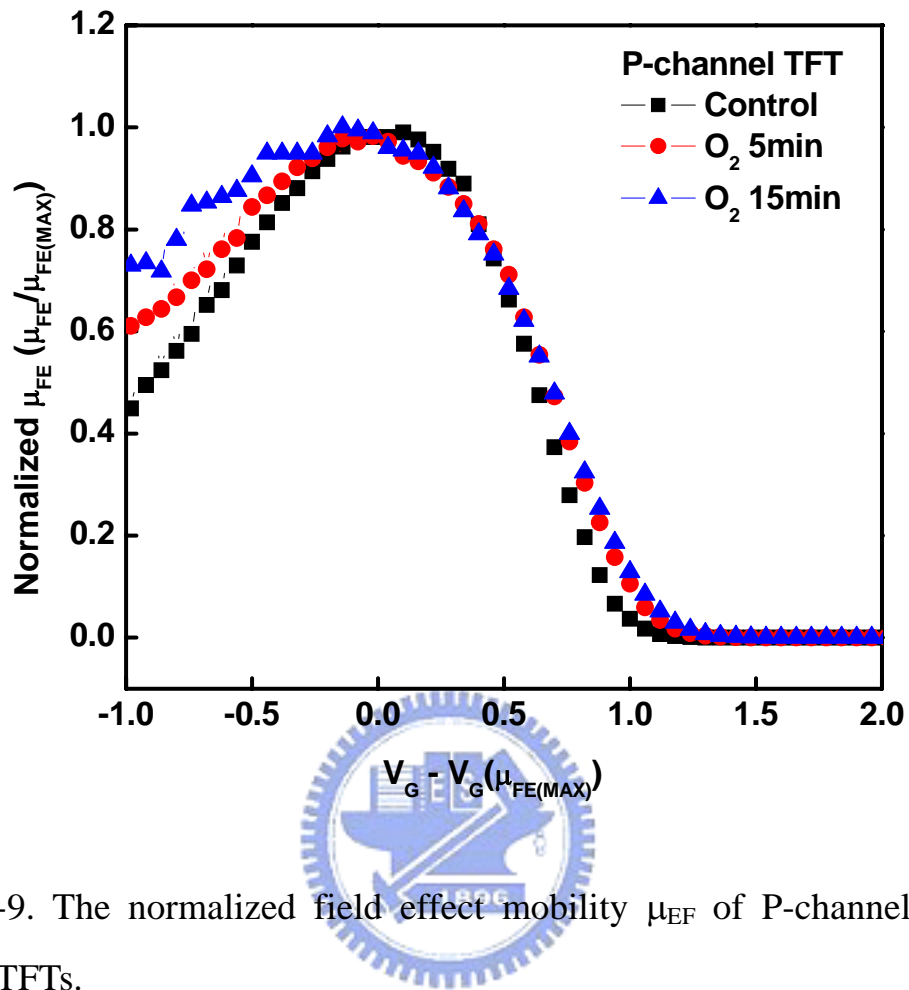 1.2
1.0
0.8
0.6
0.4
0.2
0.0
Normalized μFE (μFE/μFE(MAX))
P-channel TFT
Control
O2 5min
O2 15min
-1.0 -0.5 0.0 0.5 1.0 1.5 2.0
VG - VG(μFE(MAX))
1896
-9. The normalized field effect mobility μEF of P-channel
TFTs.